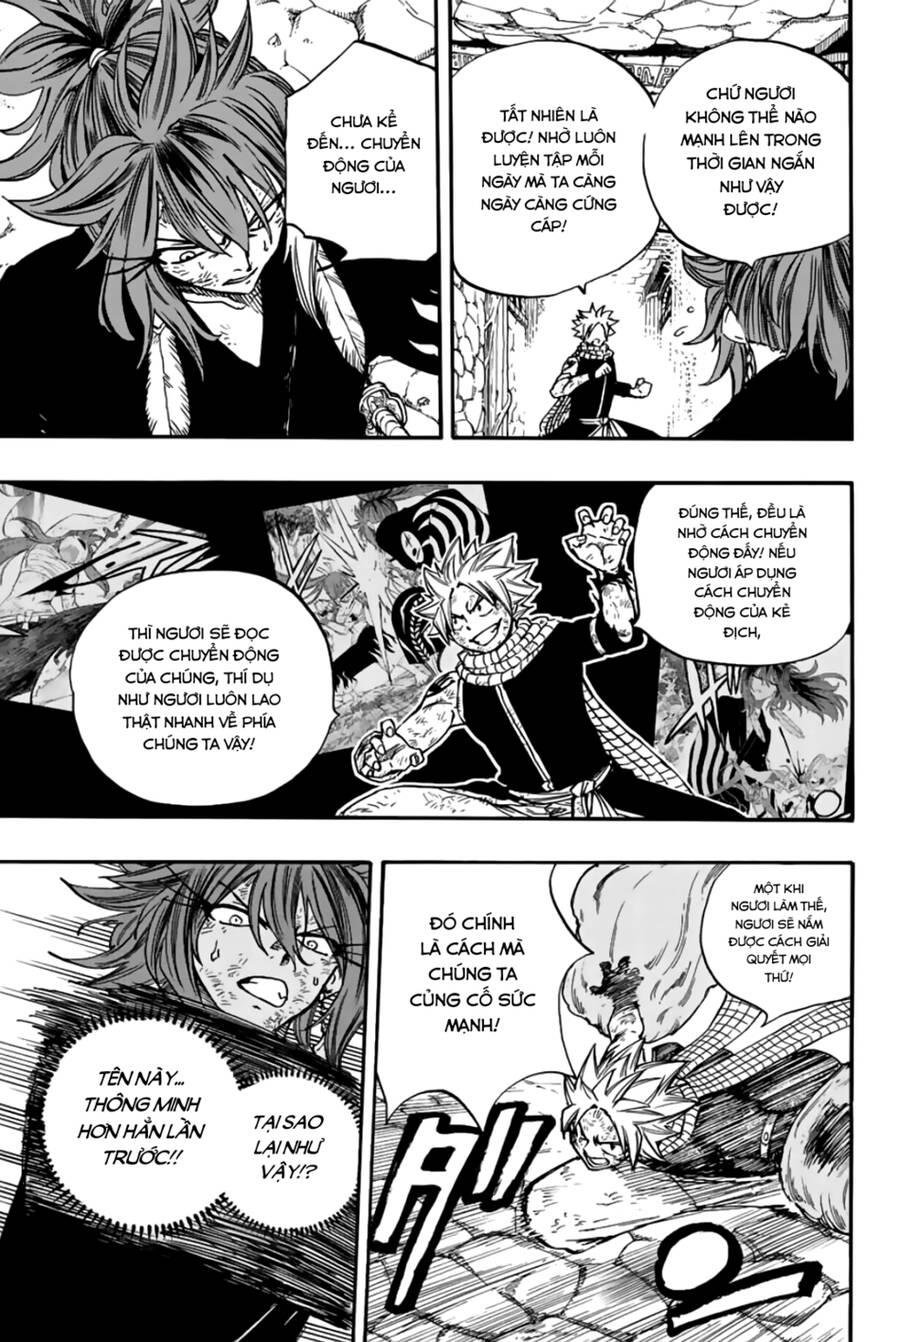 CHỨ NGƯƠI
KHÔNG THỂ NÀO
MẠNH LÊN TRONG
THỜI GIAN NGẮN
NHƯ VẬY
ĐƯỢC!
TẤT NHIÊN LÀ
ĐƯỢC! NHỜ LUÔN
LUYỆN TẬP MỖI
NGÀY MÀ TA CÀNG
NGÀY CÀNG CỨNG
CÁP!
CHƯA KỂ
ĐẾN... CHUYỂN
ĐỘNG CỦA
NGƯƠI...
ĐÚNG THẾ, ĐỀU LÀ
NHỜ CÁCH CHUYỂN
ĐỘNG ĐẤY! NẾU
NGƯƠI ÁP DỤNG
CÁCH CHUYỂN
ĐỘNG CỦA KẺ
ĐỊCH,
THÌ NGƯƠI SẼ ĐỌC
ĐƯỢC CHUYỂN ĐỘNG
CỦA CHÚNG, THÍ DỤ
NHƯ NGƯƠI LUÔN LAO
THẬT NHANH VỀ PHÍA
CHÚNG TA VẬY!
MỘT KHI
NGƯƠI LÀM THẾ,
NGƯƠI SẼ NẮM
ĐƯỢC CÁCH GIẢI
QUYẾT MỌI
THỨ!
ĐÓ CHÍNH
LÀ CÁCH MÀ
CHÚNG TA
CỦNG CỐ SỨC
MẠNH!
TẠI SAO
LẠI NHƯ
VẬY!?
TÊN NÀY...
THÔNG MINH
HƠN HẲN LẦN
TRƯỚC!!